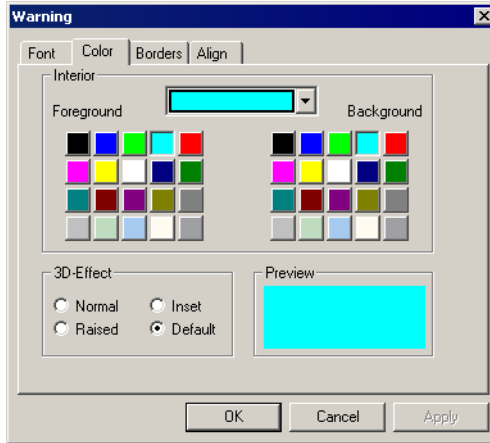 Warning
Font Color Borders Align
Interior
Foreground Background
3D-Effect Preview
Normal Inset
Raised Default
OK Cancel Apply